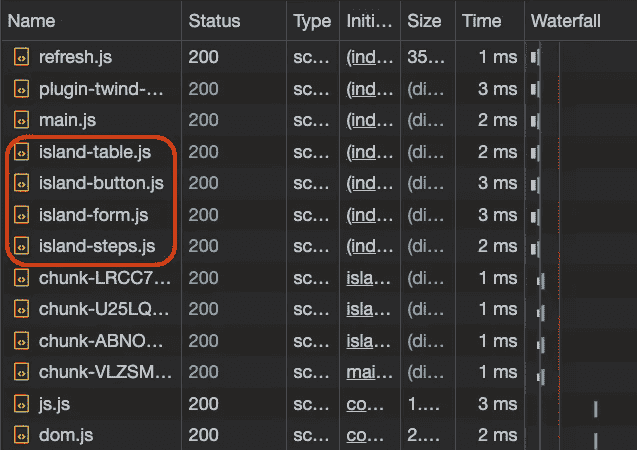 Name Status Type Initi... Size Time Waterfall
refresh.js 200 sc... (ind... 35... 1 ms
plugin-twind-... 200 sc... (ind... (di... 3 ms
main.js 200 sc... (ind... (di... 2 ms
island-table.js 200 sc... (ind... (di... 2 ms
island-button.js 200 sc... (ind... (di... 3 ms
island-form.js 200 sc... (ind... (di... 3 ms
island-steps.js 200 sc... (ind... (di... 2 ms
chunk-LRCC7... 200 sc... isla... (di... 1 ms
chunk-U25LQ... 200 sc... isla... (di... 1 ms
chunk-ABNO... 200 sc... isla... (di... 1 ms
chunk-VLZSM... 200 sc... mai... (di... 1 ms
js.js 200 sc... co... 1.... 3 ms
dom.js 200 sc... co... 2.... 2 ms